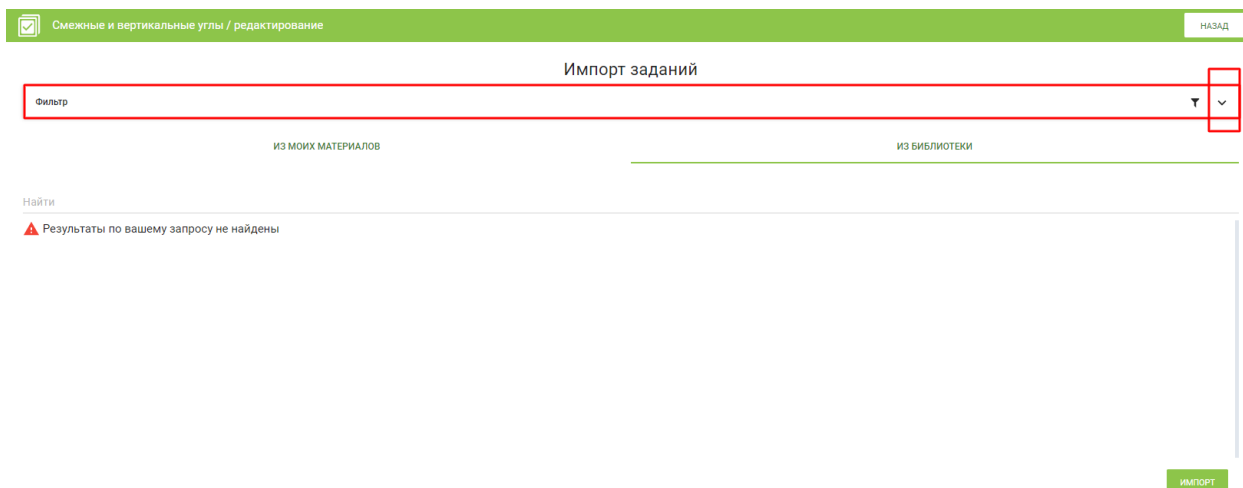 Смежные и вертикальные углы / редактирование
НАЗАД
Импорт заданий
Фильтр
ИЗ МОИХ МАТЕРИАЛОВ
ИЗ БИБЛИОТЕКИ
Найти
Результаты по вашему запросу не найдены
ИМПОРТ